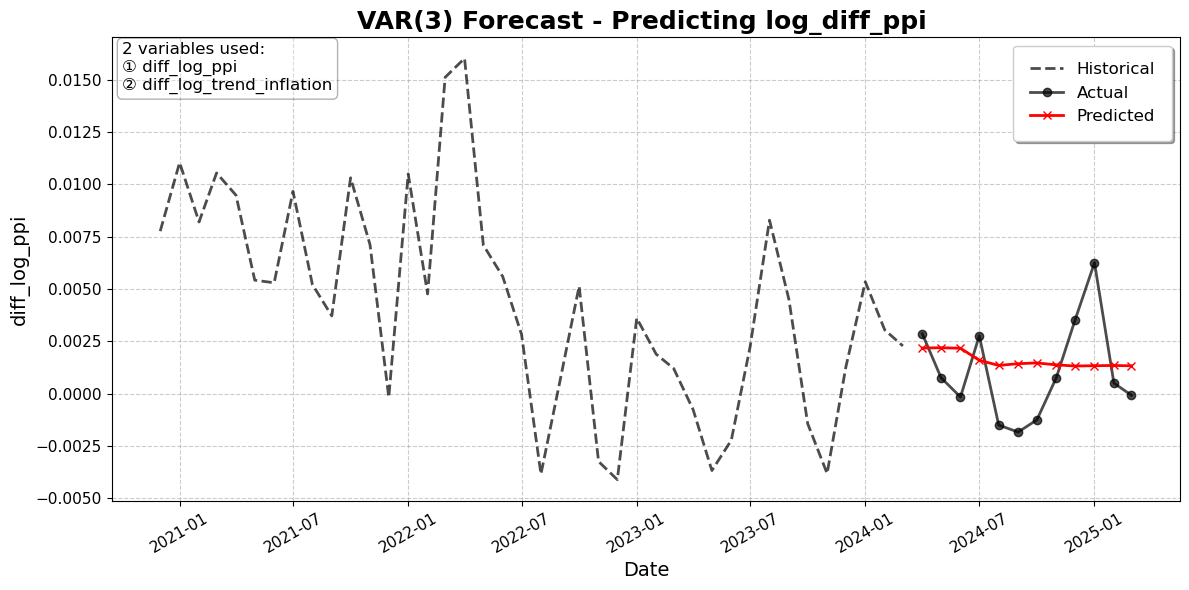 VAR(3) Forecast - Predicting log_diff_ppi
2 variables used:
① diff_log_ppi
② diff_log_trend_inflation
Historical
Actual
Predicted
diff_log_ppi
0.0150
0.0125
0.0100
0.0075
0.0050
0.0025
0.0000
−0.0025
−0.0050
2021-01
2021-07
2022-01
2022-07
2023-01
2023-07
2024-01
2024-07
2025-01
Date